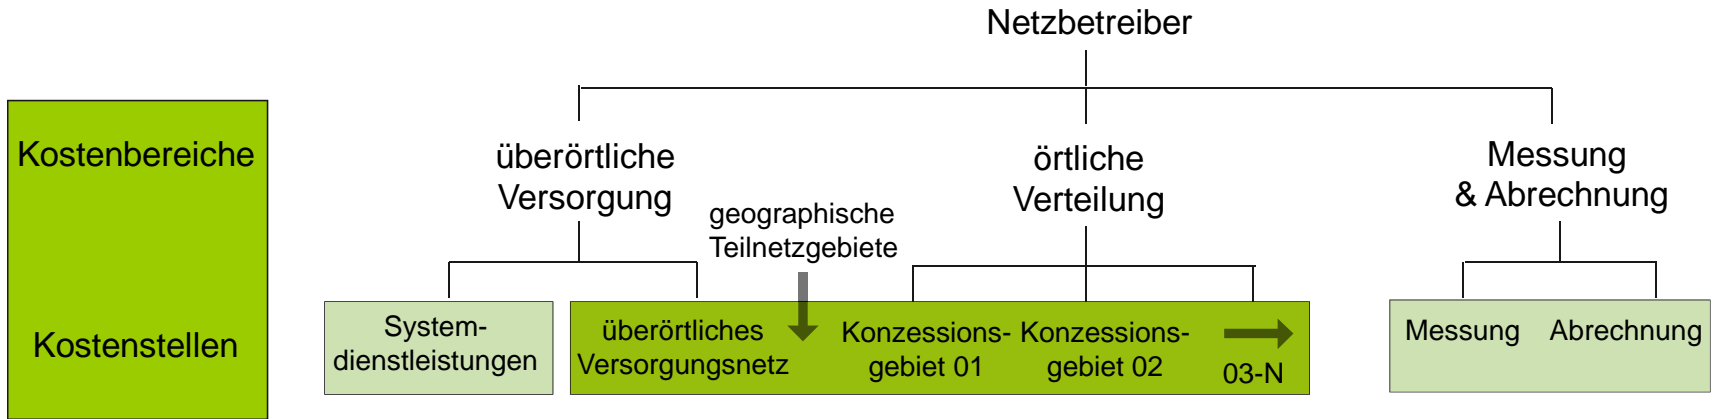 Netzbetreiber
Kostenbereiche
überörtliche
Versorgung
örtliche
Verteilung
Messung
& Abrechnung
geographische
Teilnetzgebiete
Kostenstellen
System-
dienstleistungen
überörtliches
Versorgungsnetz
Konzessions-
gebiet 01
Konzessions-
gebiet 02
03-N
Messung
Abrechnung